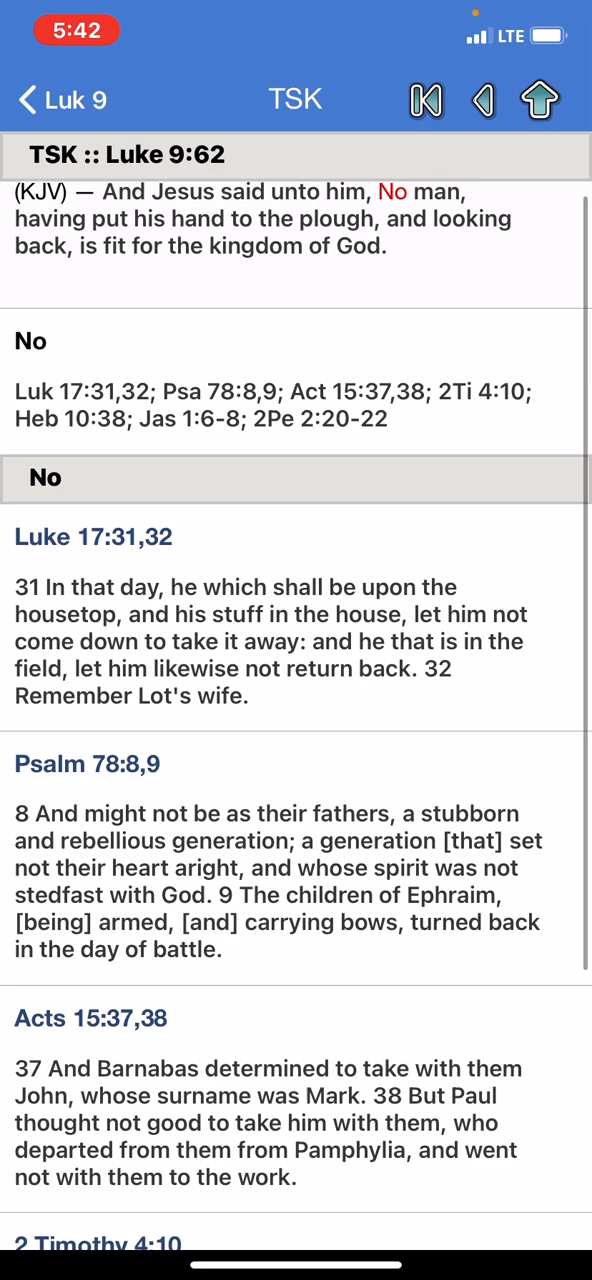 5:42
LTE
Luk 9
TSK
TSK :: Luke 9:62
(KJV) — And Jesus said unto him, No man,
having put his hand to the plough, and looking
back, is fit for the kingdom of God.
No
Luk 17:31,32; Psa 78:8,9; Act 15:37,38; 2Ti 4:10;
Heb 10:38; Jas 1:6-8; 2Pe 2:20-22
No
Luke 17:31,32
31 In that day, he which shall be upon the
housetop, and his stuff in the house, let him not
come down to take it away: and he that is in the
field, let him likewise not return back. 32
Remember Lot's wife.
Psalm 78:8,9
8 And might not be as their fathers, a stubborn
and rebellious generation; a generation [that] set
not their heart aright, and whose spirit was not
stedfast with God. 9 The children of Ephraim,
[being] armed, [and] carrying bows, turned back
in the day of battle.
Acts 15:37,38
37 And Barnabas determined to take with them
John, whose surname was Mark. 38 But Paul
thought not good to take him with them, who
departed from them from Pamphylia, and went
not with them to the work.
2 Timothy 4:10